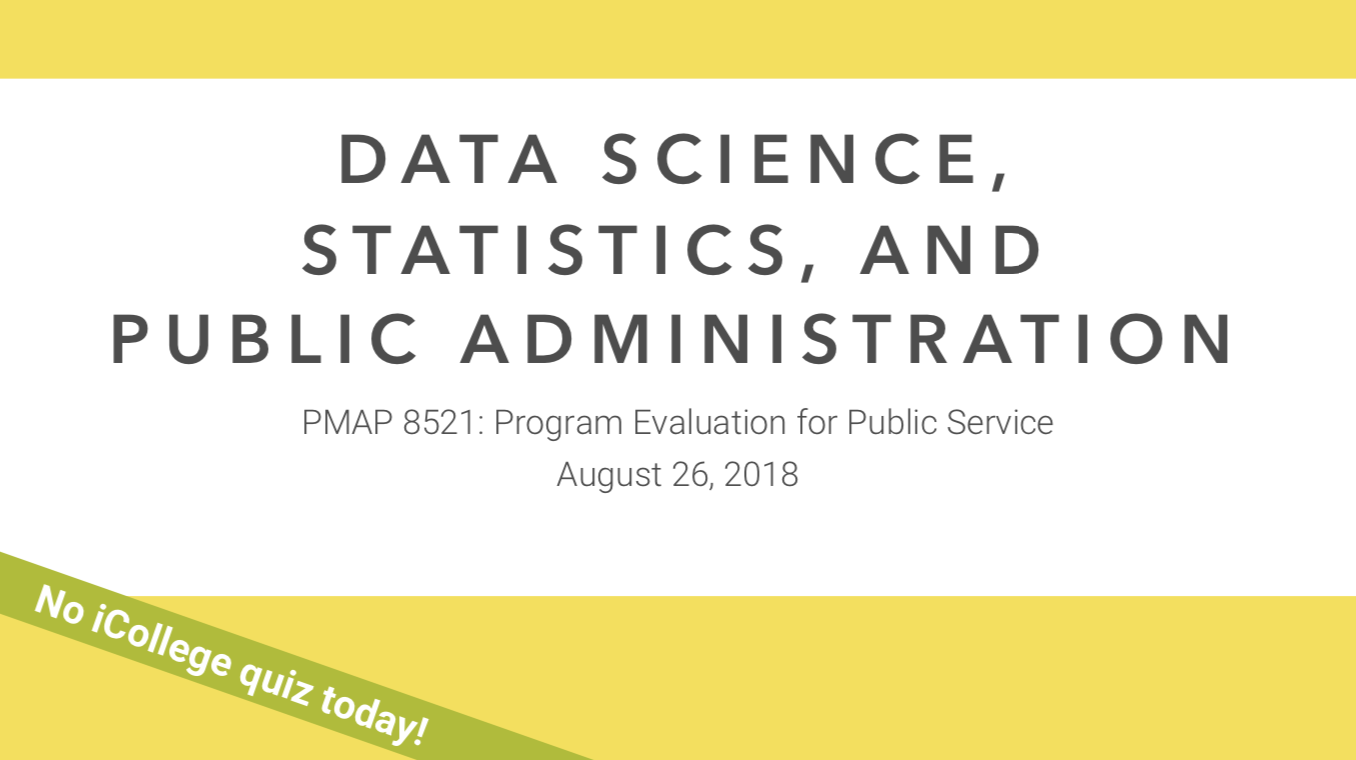 DATA SCIENCE,
STATISTICS, AND
PUBLIC ADMINISTRATION
PMAP 8521: Program Evaluation for Public Service
August 26, 2018
No iCollege quiz today!